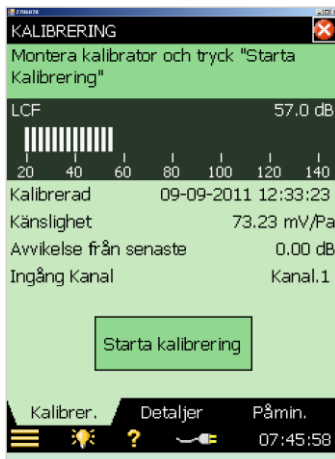 2706078
KALIBRERING
Montera kalibrator och tryck "Starta
Kalibrering"
LCF 57.0 dB
20 40 60 80 100 120 140
Kalibrerad 09-09-2011 12:33:23
Känslighet 73.23 mV/Pa
Avvikelse från senaste 0.00 dB
Ingång Kanal Kanal.1
Starta kalibrering
Kalibrer. Detaljer Påmin.
? 07:45:58